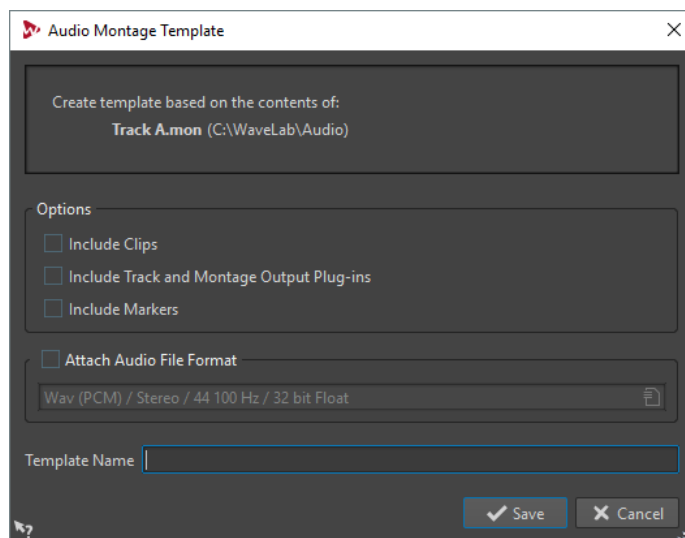 Audio Montage Template
Create template based on the contents of:
Track A.mon (C:\WaveLab\Audio)
Options
Include Clips
Include Track and Montage Output Plug-ins
Include Markers
Attach Audio File Format
Wav (PCM) / Stereo / 44 100 Hz / 32 bit Float
Template Name
Save
Cancel